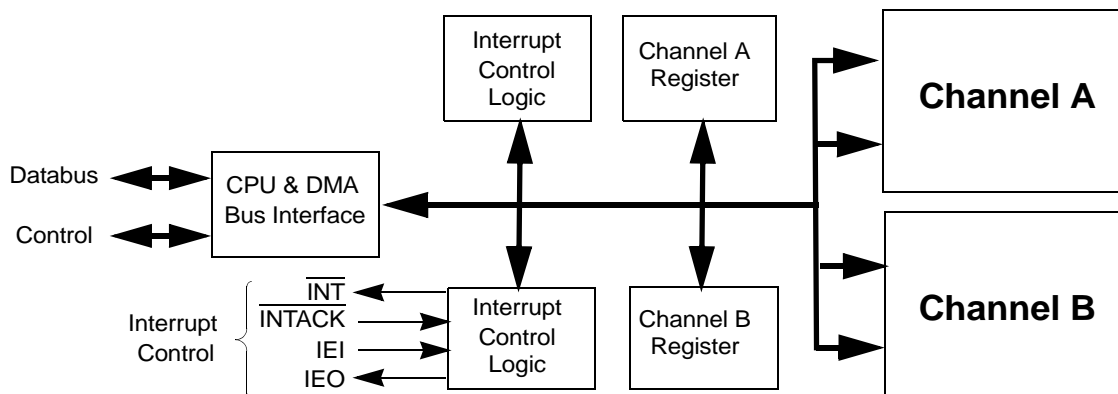 Interrupt
Control
Logic
Channel A
Register
Channel A
Databus
Control
CPU & DMA
Bus Interface
Interrupt
Control
INT
INTACK
IEI
IEO
Interrupt
Control
Logic
Channel B
Register
Channel B